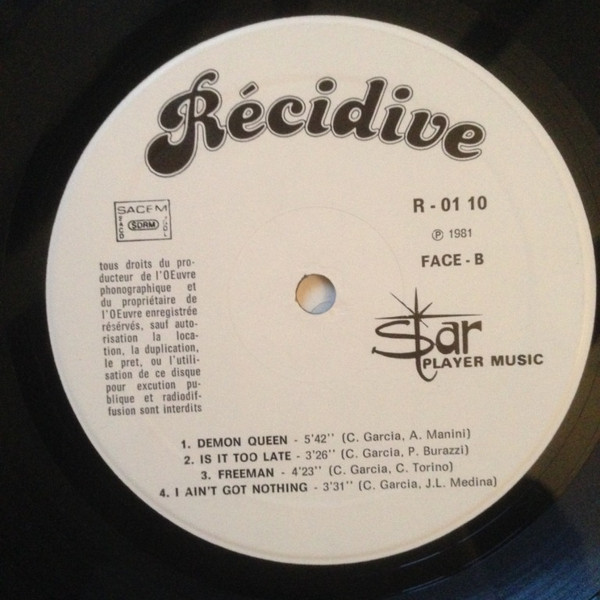 Récidive
R - 01 10
SACEM
SACD SDRM SGDL
℗ 1981
FACE - B
tous droits du pro-
ducteur de l'OEuvre
phonographique et
du propriétaire de
l'OEuvre enregistrée
réservés, sauf auto-
risation la loca-
tion, la duplication,
le pret, ou l'utili-
sation de ce disque
pour excution pu-
blique et radiodif-
fusion sont interdits
Star
PLAYER MUSIC
1. DEMON QUEEN - 5'42'' (C. Garcia, A. Manini)
2. IS IT TOO LATE - 3'26'' (C. Garcia, P. Burazzi)
3. FREEMAN - 4'23'' (C. Garcia, C. Torino)
4. I AIN'T GOT NOTHING - 3'31'' (C. Garcia, J.L. Medina)